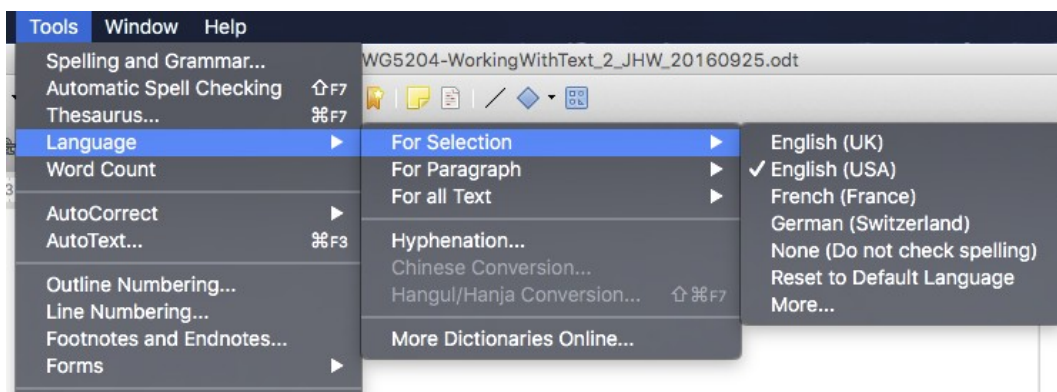 Tools Window Help
WG5204-WorkingWithText_2_JHW_20160925.odt
Spelling and Grammar...
Automatic Spell Checking ⇧F7
Thesaurus... ⌘F7
Language ▶
Word Count
AutoCorrect ▶
AutoText... ⌘F3
Outline Numbering...
Line Numbering...
Footnotes and Endnotes...
Forms ▶
For Selection ▶
For Paragraph ▶
For all Text ▶
Hyphenation...
Chinese Conversion...
Hangul/Hanja Conversion... ⇧⌘F7
More Dictionaries Online...
English (UK)
✓ English (USA)
French (France)
German (Switzerland)
None (Do not check spelling)
Reset to Default Language
More...
3